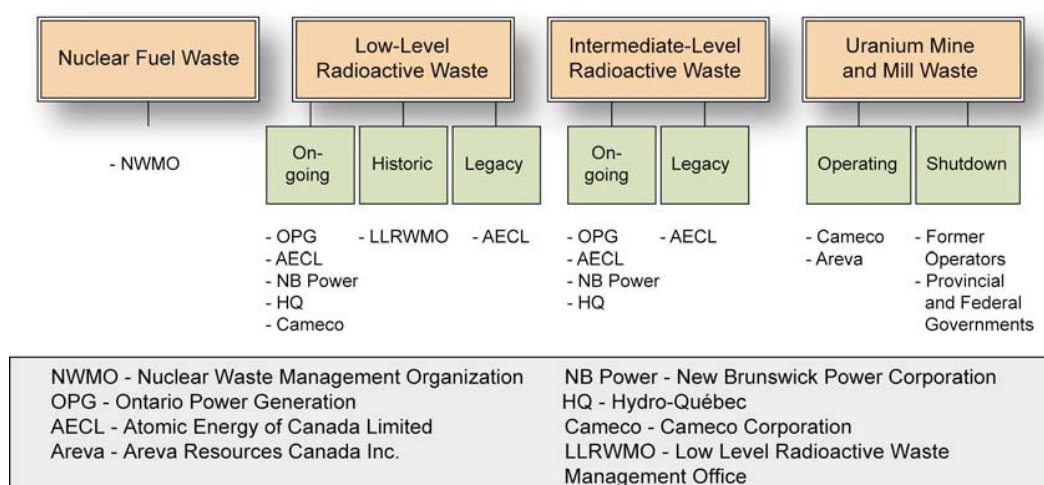 Nuclear Fuel Waste
Low-Level
Radioactive Waste
Intermediate-Level
Radioactive Waste
Uranium Mine
and Mill Waste
- NWMO
On-
going
Historic
Legacy
On-
going
Legacy
Operating
Shutdown
- OPG
- AECL
- NB Power
- HQ
- Cameco
- LLRWMO
- AECL
- OPG
- AECL
- NB Power
- HQ
- AECL
- Cameco
- Areva
- Former
Operators
- Provincial
and Federal
Governments
NWMO - Nuclear Waste Management Organization
OPG - Ontario Power Generation
AECL - Atomic Energy of Canada Limited
Areva - Areva Resources Canada Inc.
NB Power - New Brunswick Power Corporation
HQ - Hydro-Québec
Cameco - Cameco Corporation
LLRWMO - Low Level Radioactive Waste
Management Office